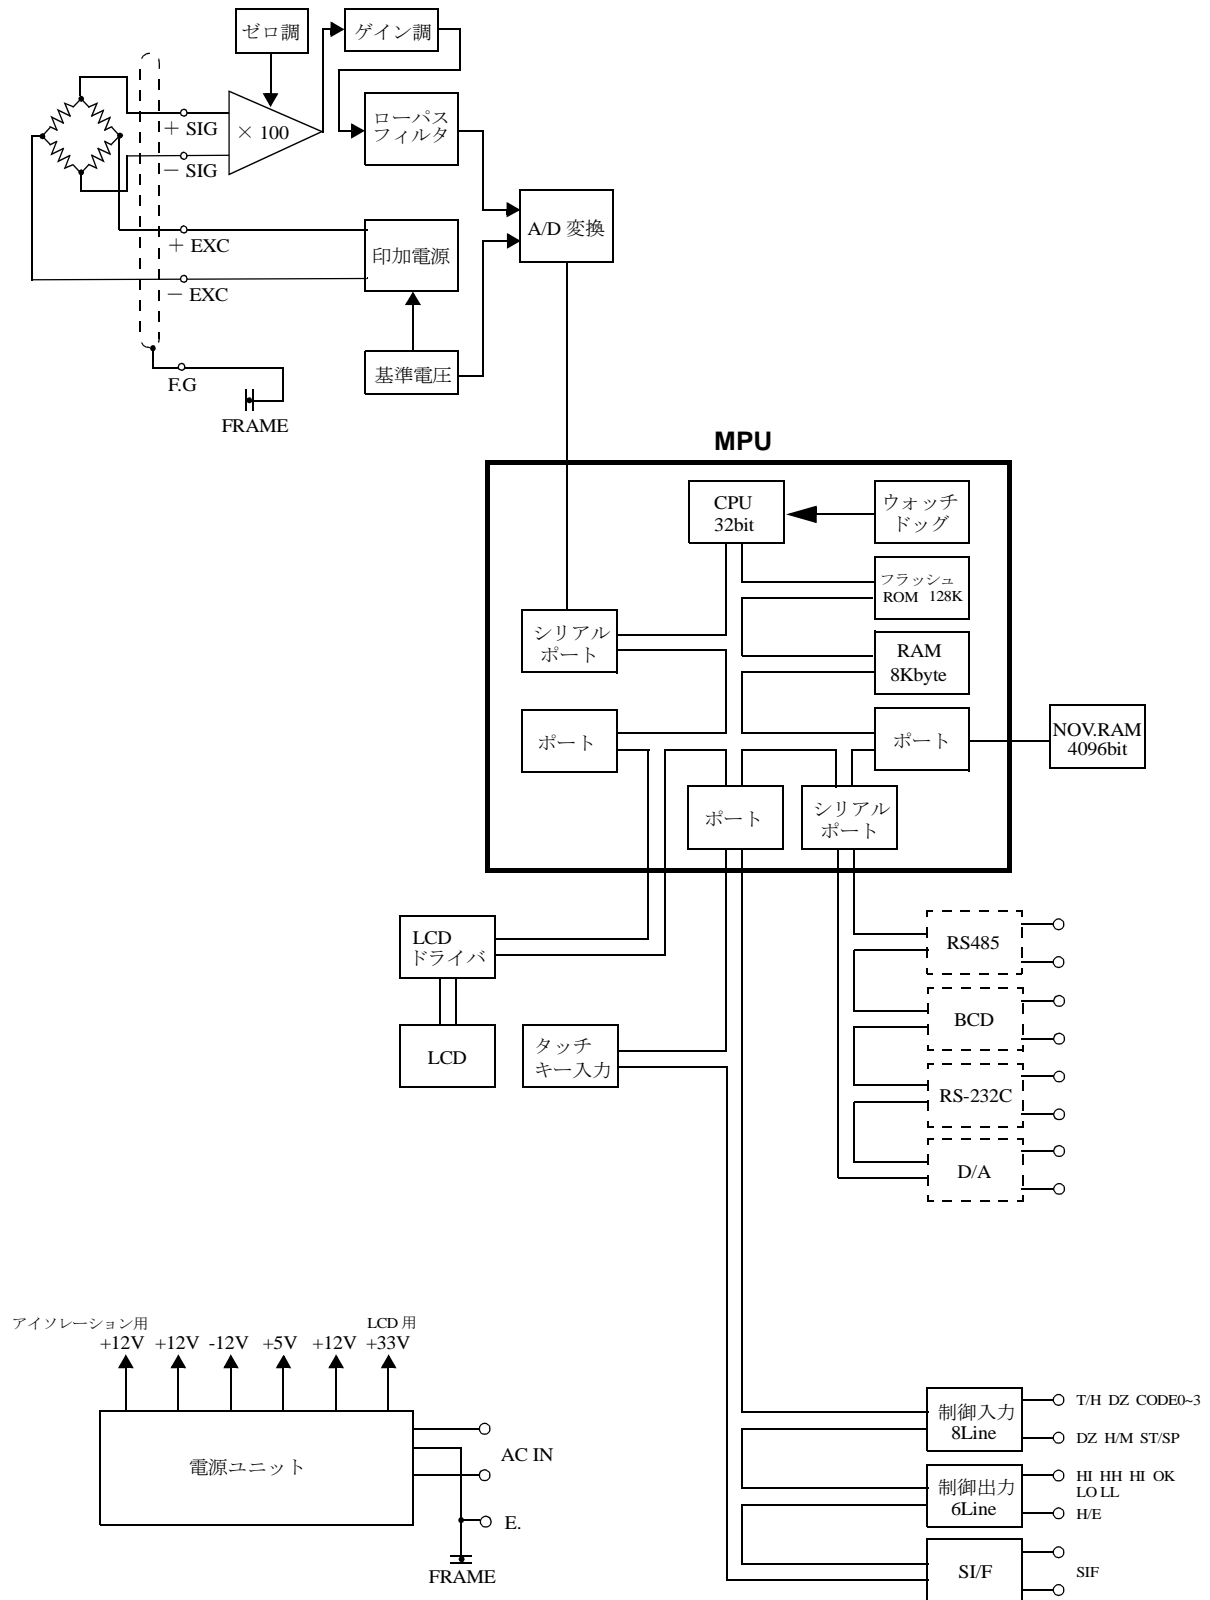 ゼロ調
ゲイン調
＋ SIG
× 100
－ SIG
ローパス
フィルタ
A/D 変換
＋ EXC
印加電源
－ EXC
基準電圧
F.G
FRAME
MPU
CPU
32bit
ウォッチ
ドッグ
フラッシュ
ROM 128K
シリアル
ポート
RAM
8Kbyte
ポート
ポート
NOV.RAM
4096bit
ポート
シリアル
ポート
LCD
ドライバ
RS485
LCD
タッチ
キー入力
BCD
RS-232C
D/A
アイソレーション用
LCD 用
+12V +12V -12V +5V +12V +33V
電源ユニット
AC IN
E.
FRAME
制御入力
8Line
T/H DZ CODE0~3
DZ H/M ST/SP
制御出力
6Line
HI HH HI OK
LO LL
H/E
SI/F
SIF